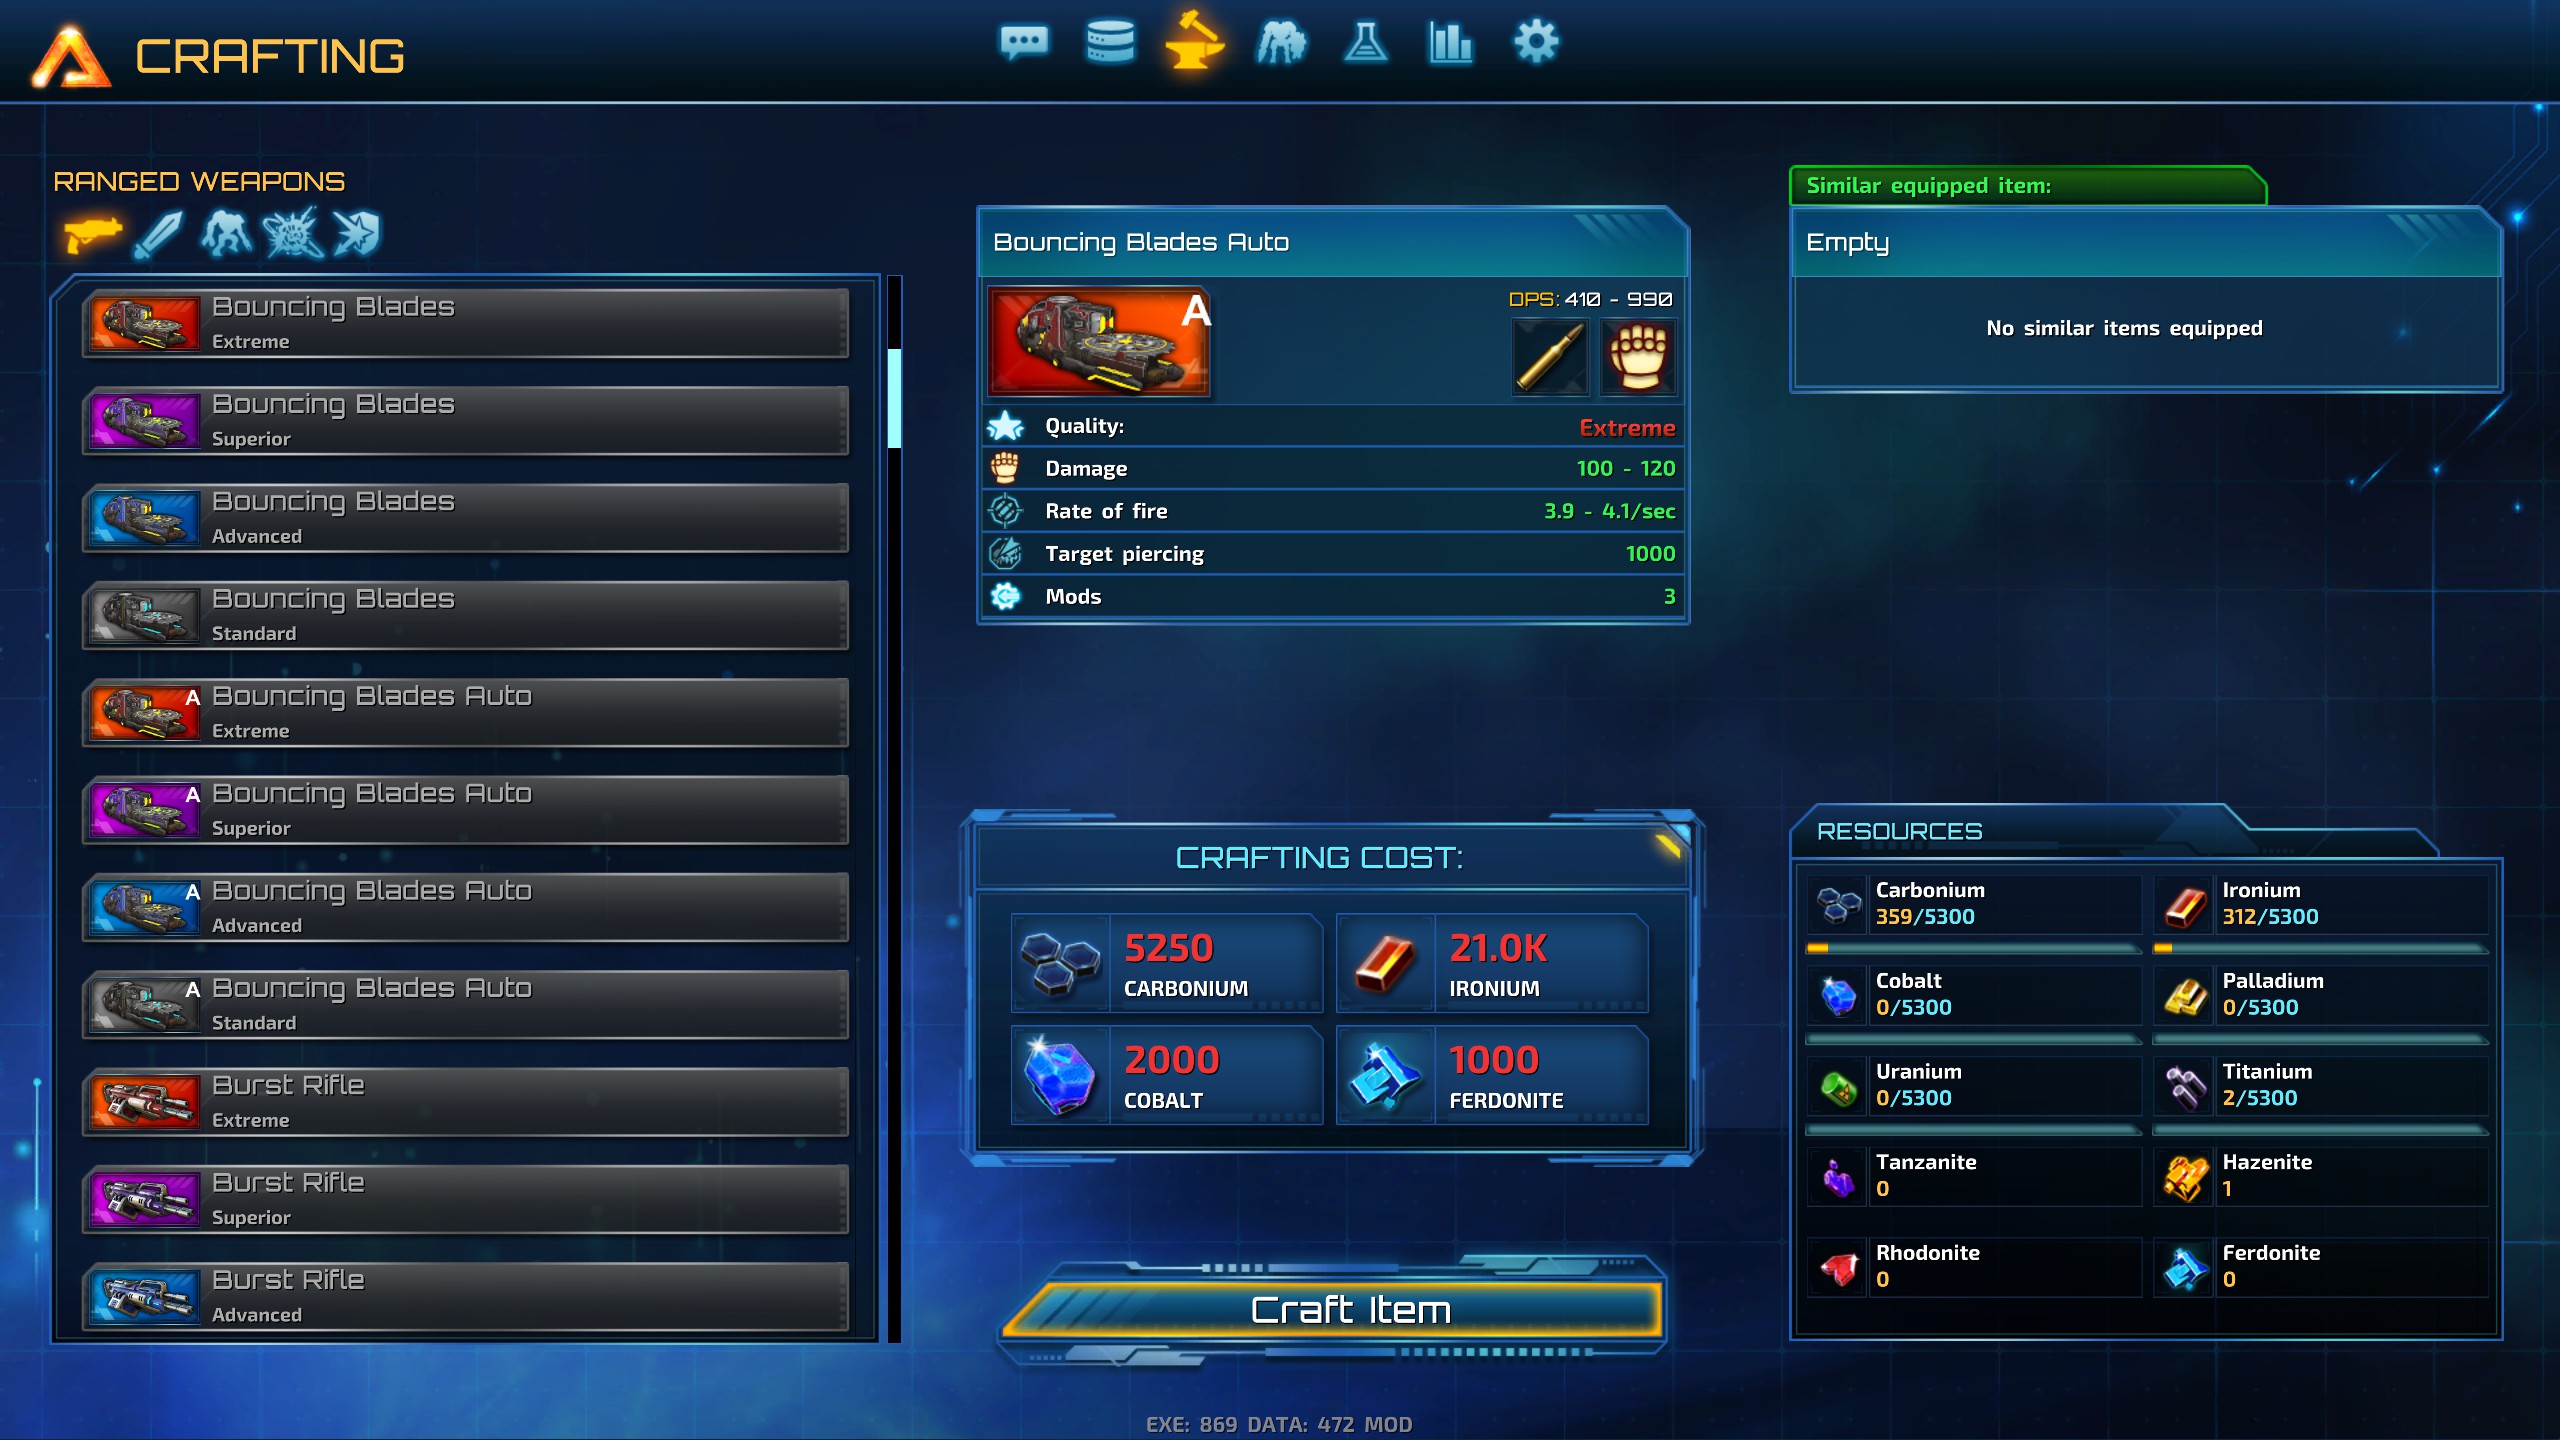 CRAFTING
RANGED WEAPONS
Bouncing Blades
Extreme
Bouncing Blades
Superior
Bouncing Blades
Advanced
Bouncing Blades
Standard
A Bouncing Blades Auto
Extreme
A Bouncing Blades Auto
Superior
A Bouncing Blades Auto
Advanced
A Bouncing Blades Auto
Standard
Burst Rifle
Extreme
Burst Rifle
Superior
Burst Rifle
Advanced
Bouncing Blades Auto
A
DPS: 410 - 990
Quality: Extreme
Damage 100 - 120
Rate of fire 3.9 - 4.1/sec
Target piercing 1000
Mods 3
CRAFTING COST:
5250
CARBONIUM
21.0K
IRONIUM
2000
COBALT
1000
FERDONITE
Craft Item
Similar equipped item:
Empty
No similar items equipped
RESOURCES
Carbonium
359/5300
Ironium
312/5300
Cobalt
0/5300
Palladium
0/5300
Uranium
0/5300
Titanium
2/5300
Tanzanite
0
Hazenite
1
Rhodonite
0
Ferdonite
0
EXE: 869 DATA: 472 MOD